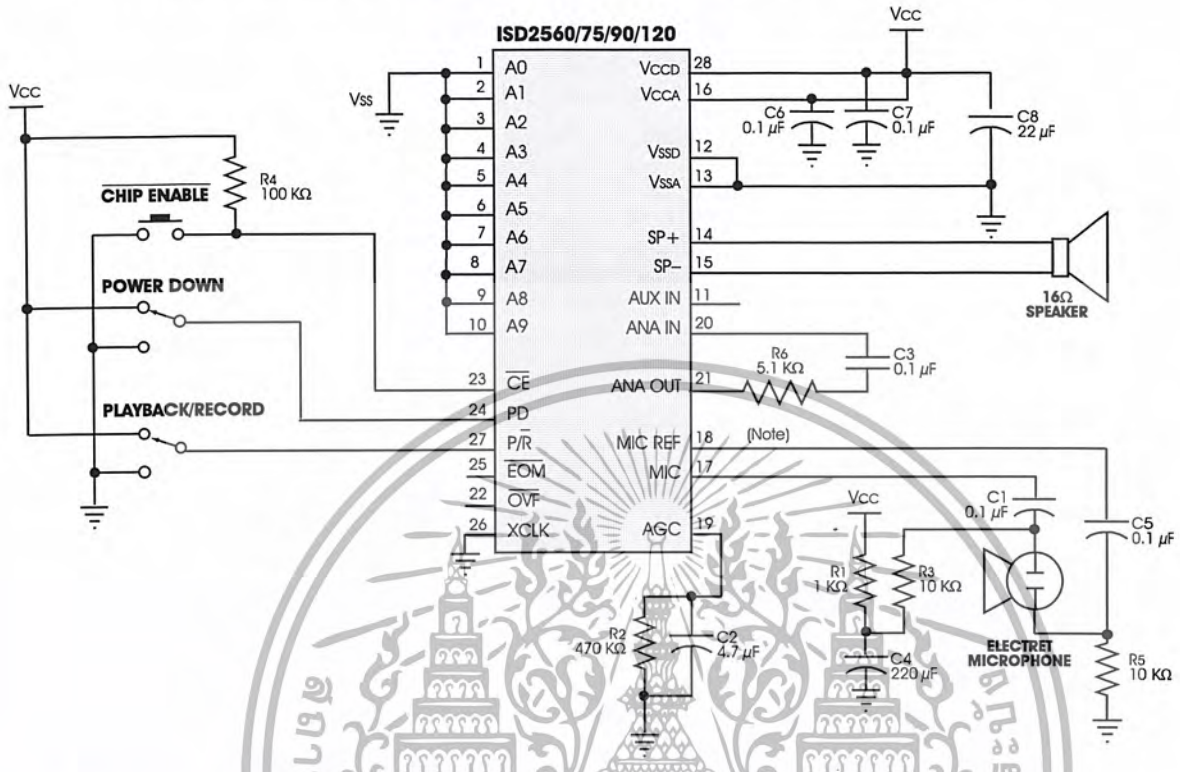 ISD2560/75/90/120
VCC
VCC
VSS
1 A0
2 A1
3 A2
4 A3
5 A4
6 A5
7 A6
8 A7
9 A8
10 A9
23 CE
24 PD
27 P/R
25 EOM
22 OVF
26 XCLK
VCCD 28
VCCA 16
VSSD 12
VSSA 13
SP+ 14
SP– 15
AUX IN 11
ANA IN 20
ANA OUT 21
MIC REF 18
MIC 17
AGC 19
(Note)
R4
100 KΩ
CHIP ENABLE
POWER DOWN
PLAYBACK/RECORD
C6
0.1 µF
C7
0.1 µF
C8
22 µF
16Ω
SPEAKER
R6
5.1 KΩ
C3
0.1 µF
VCC
C1
0.1 µF
C5
0.1 µF
R1
1 KΩ
R3
10 KΩ
R2
470 KΩ
C2
4.7 µF
C4
220 µF
ELECTRET
MICROPHONE
R5
10 KΩ